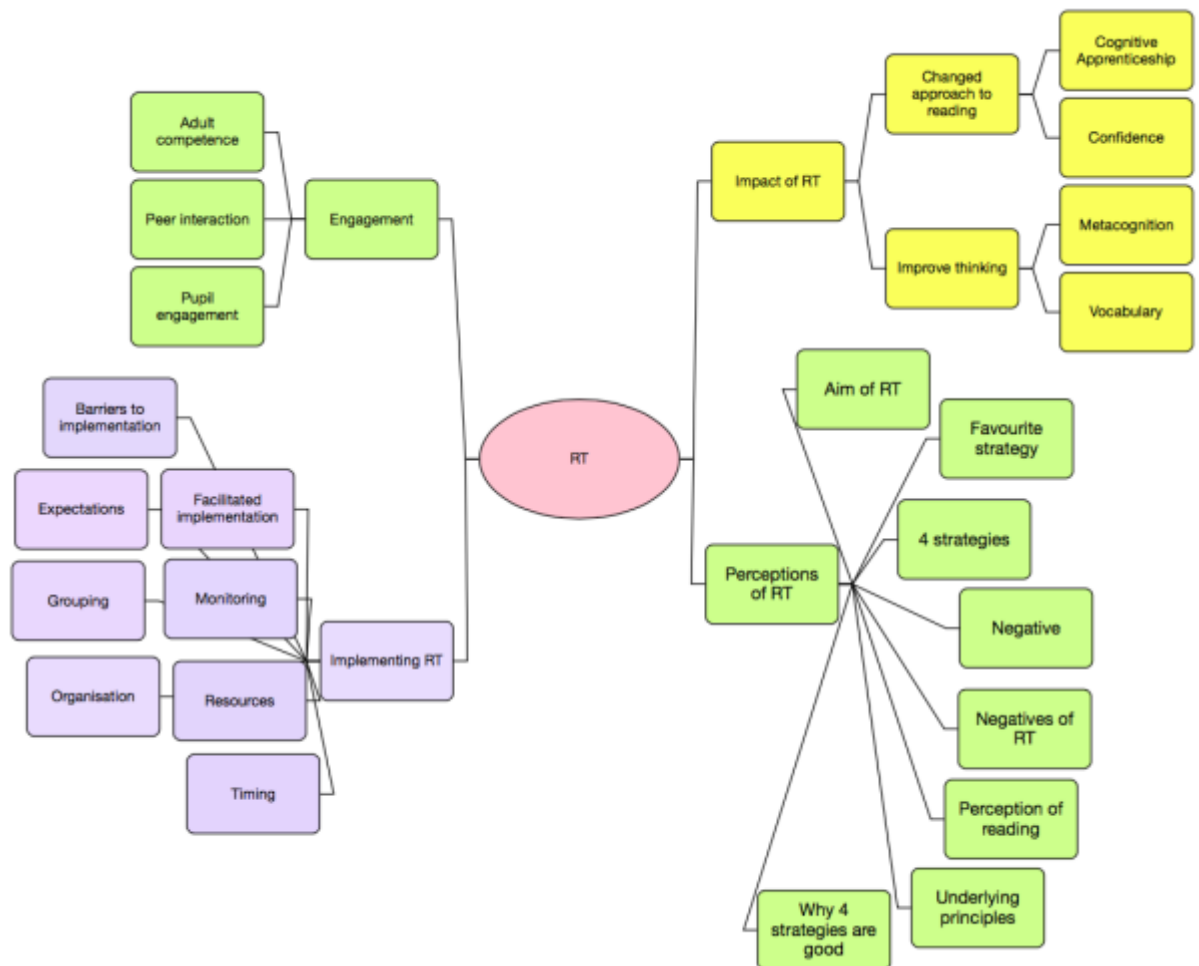 Cognitive
Apprenticeship
Changed
approach to
reading
Confidence
Impact of RT
Metacognition
Improve thinking
Vocabulary
Adult
competence
Peer interaction
Engagement
Pupil
engagement
RT
Barriers to
implementation
Expectations
Facilitated
implementation
Grouping
Monitoring
Implementing RT
Organisation
Resources
Timing
Aim of RT
Favourite
strategy
4 strategies
Perceptions
of RT
Negative
Negatives of
RT
Perception of
reading
Underlying
principles
Why 4
strategies are
good